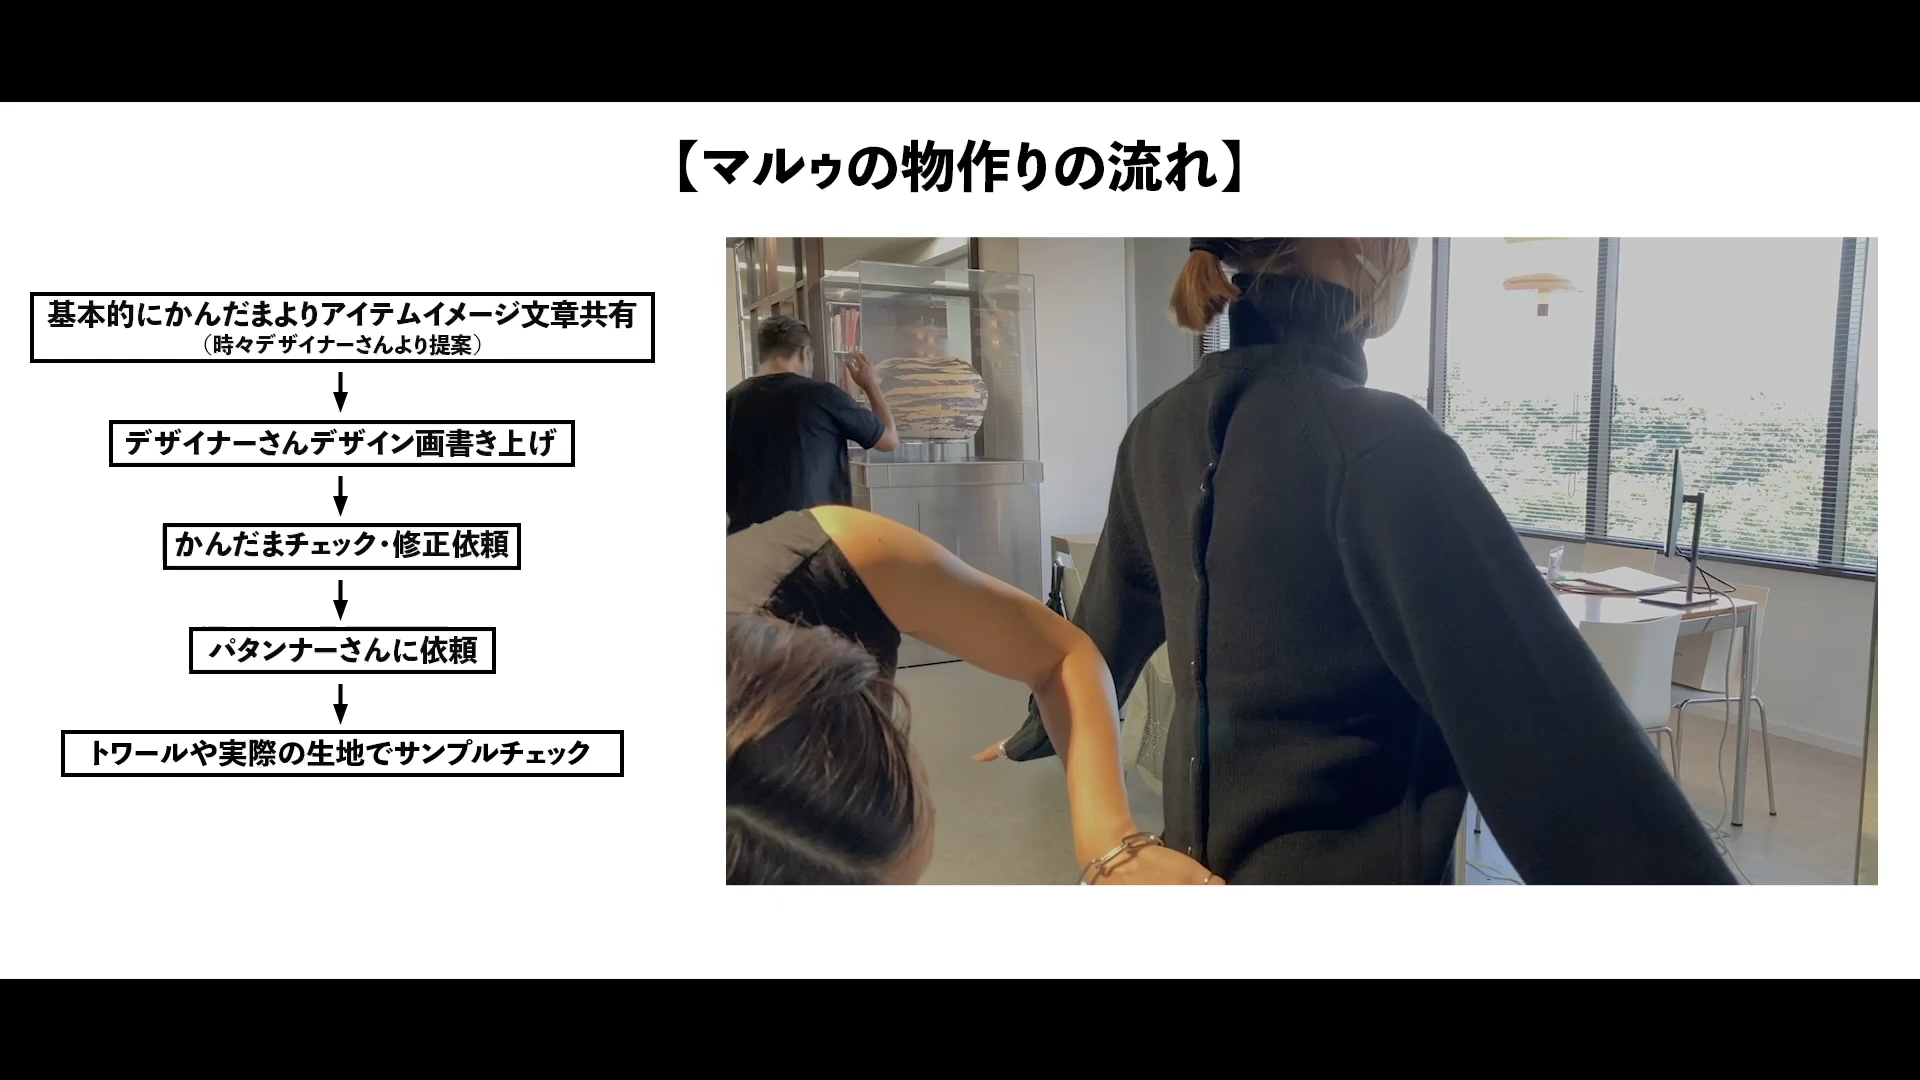 【マルゥの物作りの流れ】
基本的にかんだまよりアイテムイメージ文章共有
（時々デザイナーさんより提案）
デザイナーさんデザイン画書き上げ
かんだまチェック・修正依頼
パタンナーさんに依頼
トワールや実際の生地でサンプルチェック